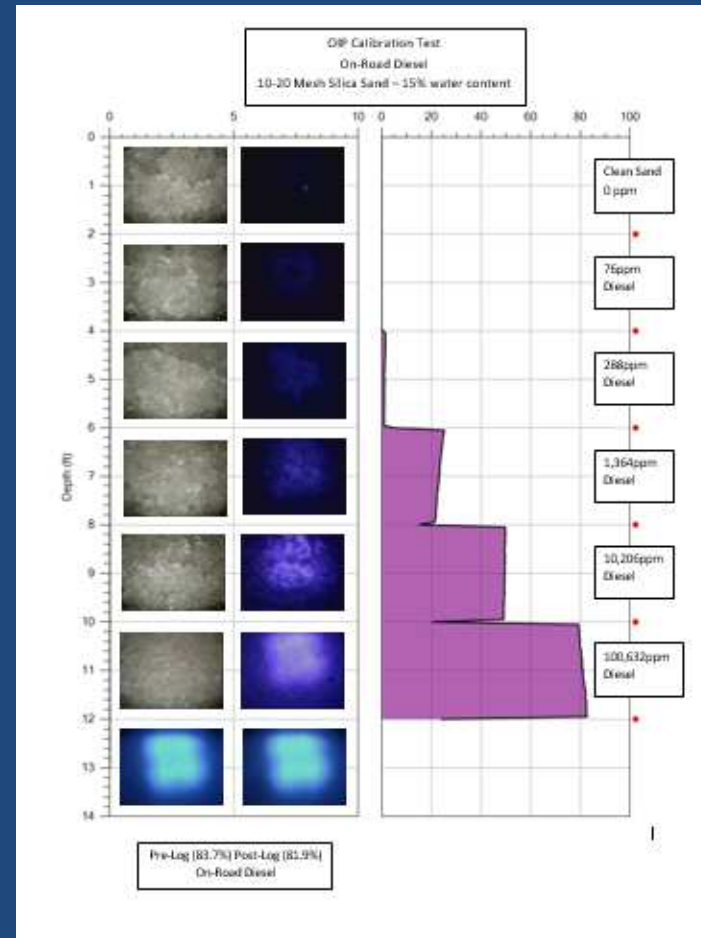 OIP Calibration Test
On-Road Diesel
10-20 Mesh Silica Sand – 15% water content
0 5 10 0 20 40 60 80 100
0
Clean Sand
0 ppm
1
2
76ppm
Diesel
3
4
288ppm
Diesel
5
6
1,364ppm
Diesel
Depth (ft)
7
8
10,206ppm
Diesel
9
10
100,632ppm
Diesel
11
12
13
14
Pre-Log (83.7%) Post-Log (81.9%)
On-Road Diesel